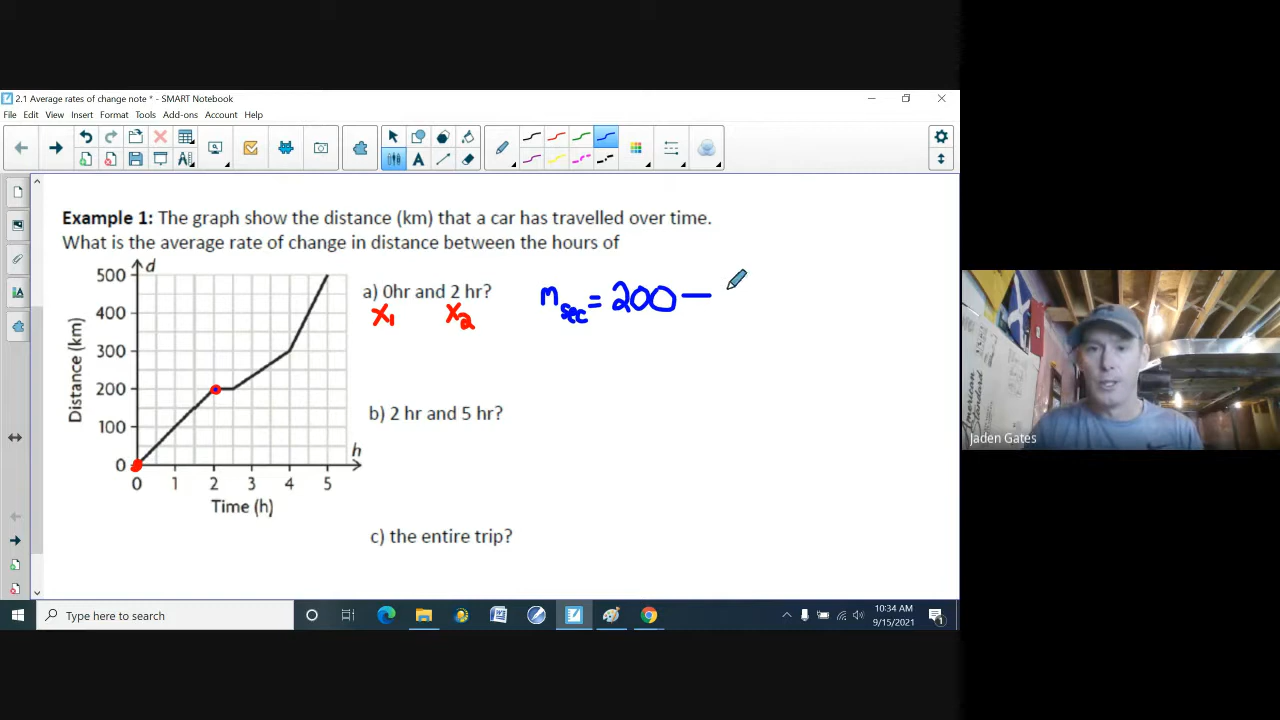 2.1 Average rates of change note * - SMART Notebook
File Edit View Insert Format Tools Add-ons Account Help
Example 1: The graph show the distance (km) that a car has travelled over time.
What is the average rate of change in distance between the hours of
d
500
400
300
200
100
0
Distance (km)
h
0 1 2 3 4 5
Time (h)
a) 0hr and 2 hr?
x1 x2
m sec = 200 —
b) 2 hr and 5 hr?
c) the entire trip?
American Standard
Jaden Gates
Type here to search
10:34 AM
9/15/2021
1